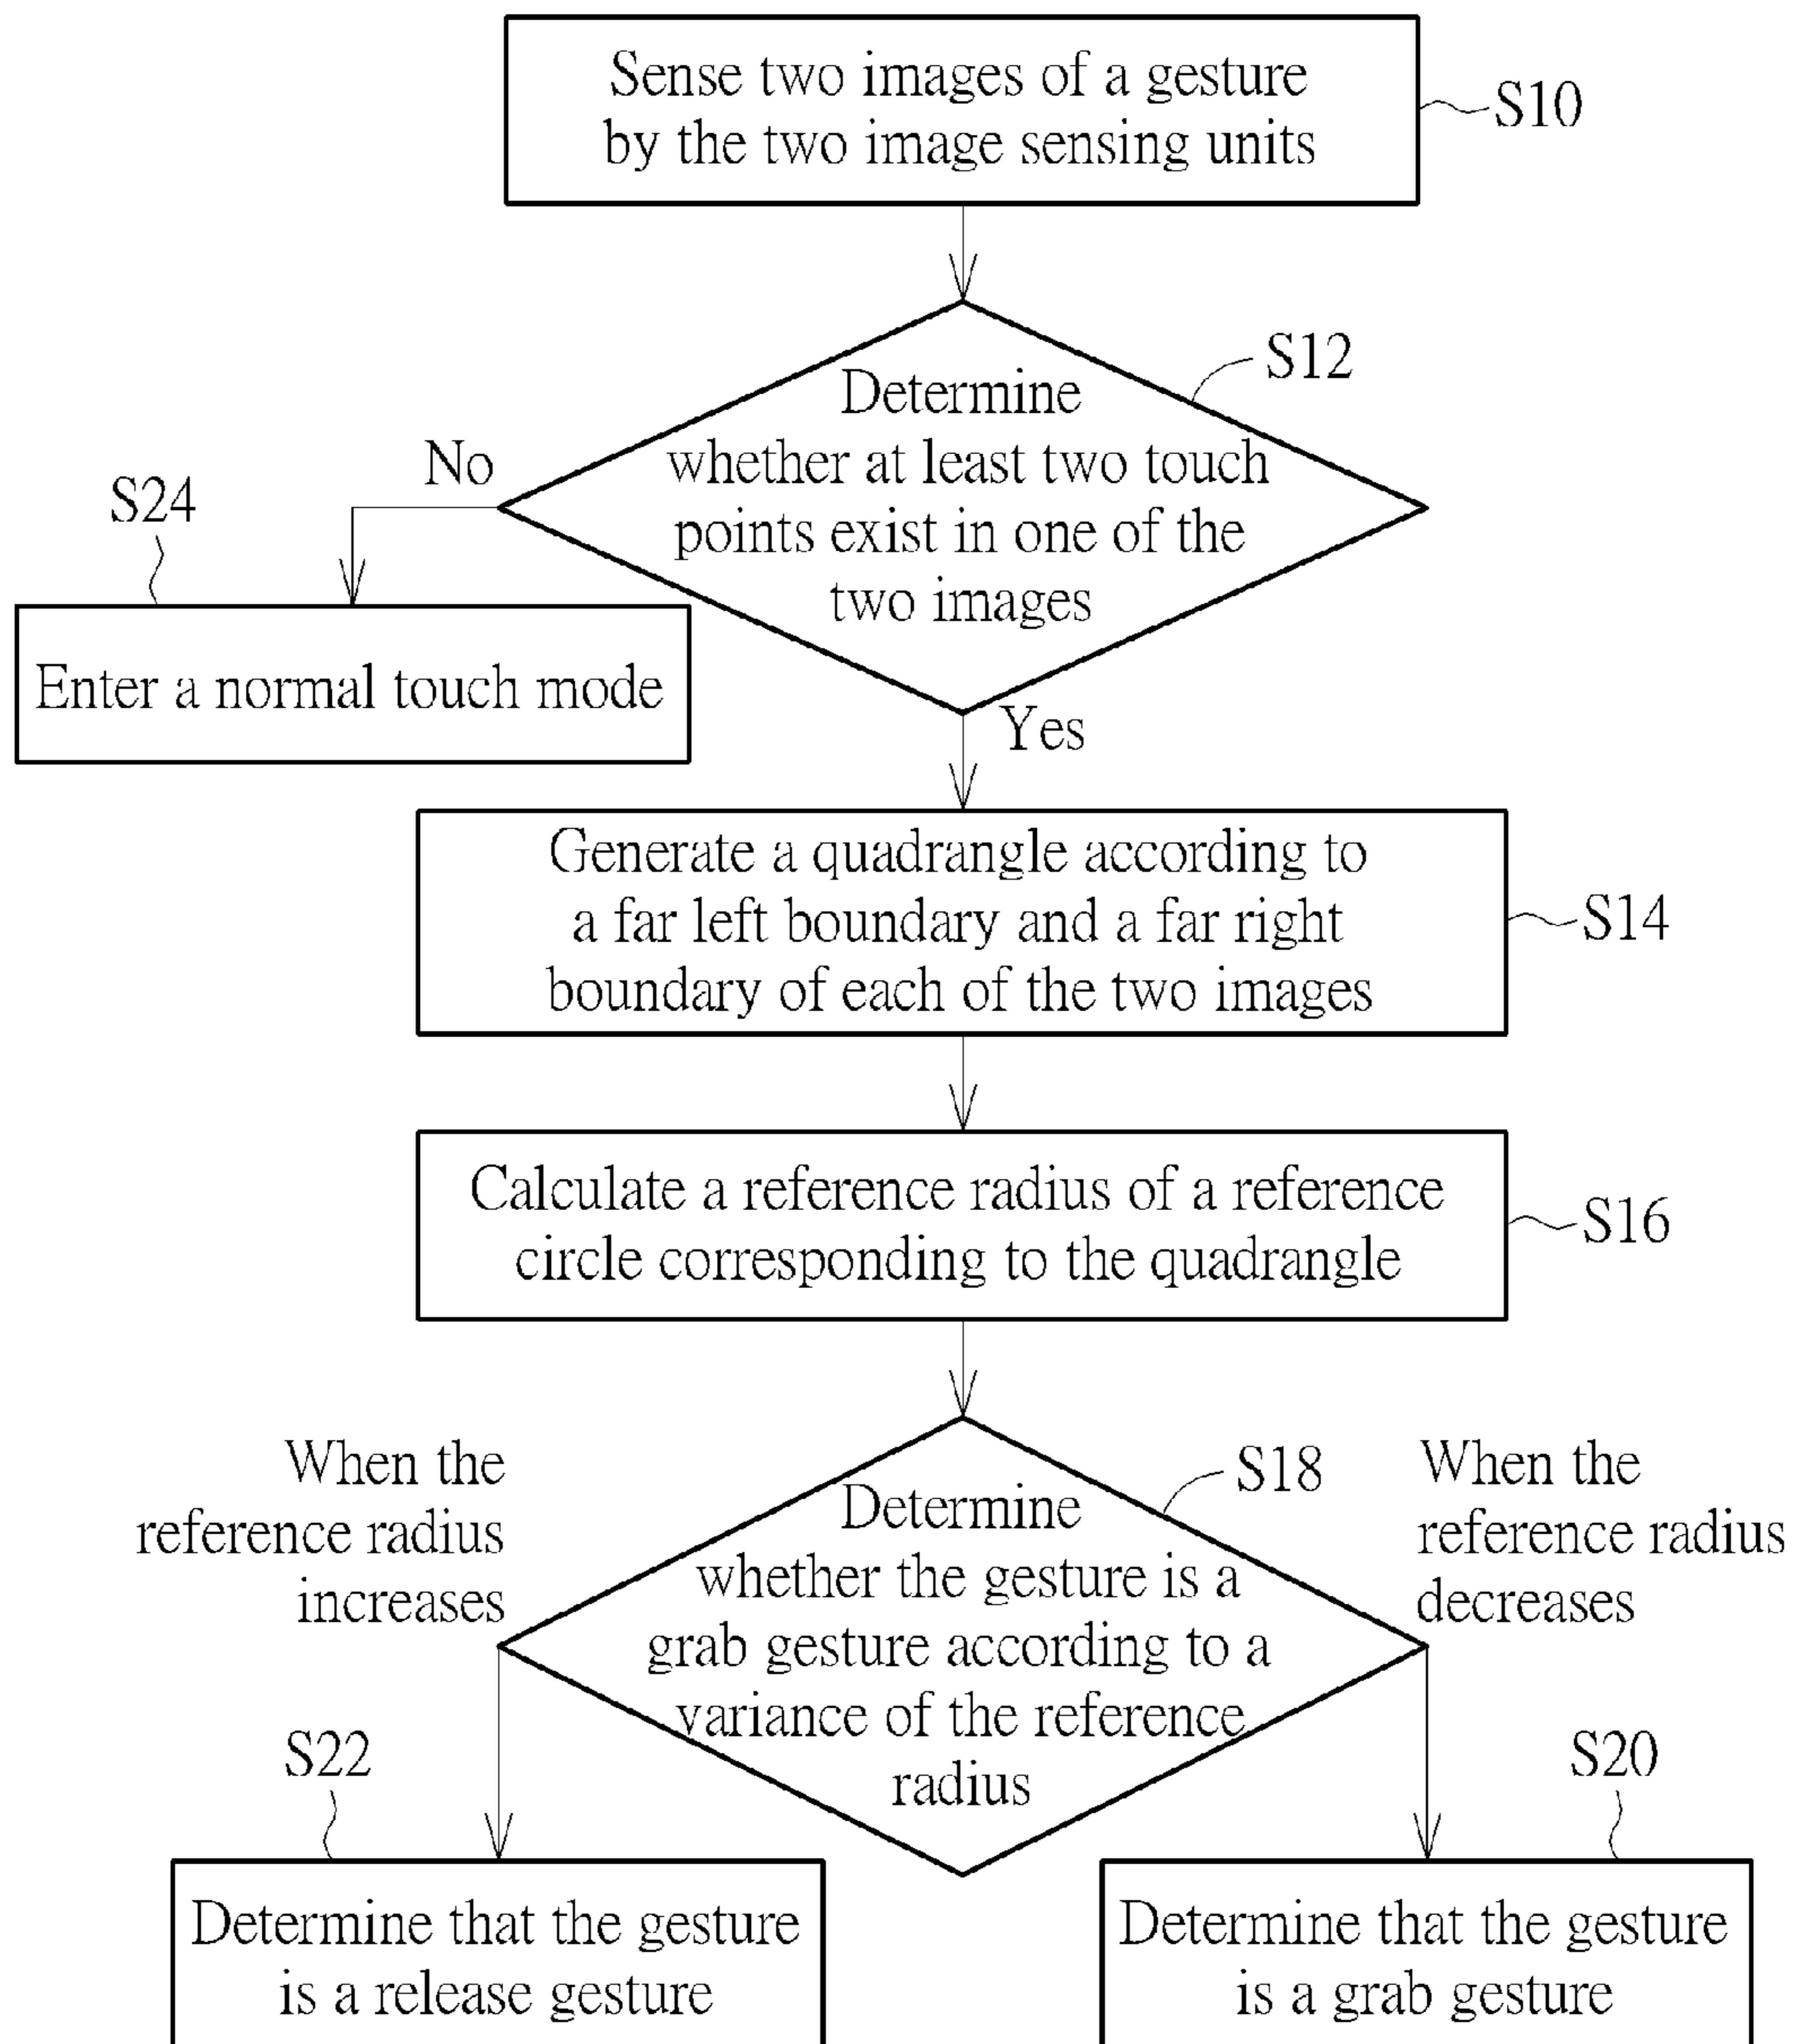 Sense two images of a gesture
by the two image sensing units
S10
S12
Determine
whether at least two touch
points exist in one of the
two images
No
S24
Enter a normal touch mode
Yes
Generate a quadrangle according to
a far left boundary and a far right
boundary of each of the two images
S14
Calculate a reference radius of a reference
circle corresponding to the quadrangle
S16
When the
reference radius
increases
S18
Determine
whether the gesture is a
grab gesture according to a
variance of the reference
radius
When the
reference radius
decreases
S22
Determine that the gesture
is a release gesture
S20
Determine that the gesture
is a grab gesture